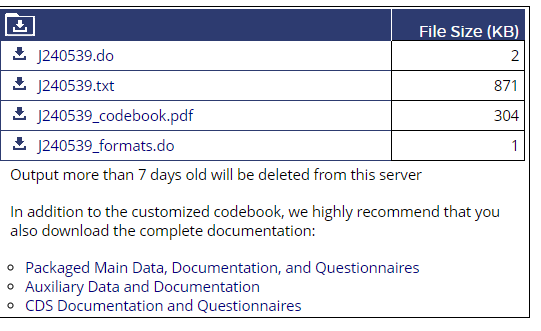 File Size (KB)
J240539.do 2
J240539.txt 871
J240539_codebook.pdf 304
J240539_formats.do 1
Output more than 7 days old will be deleted from this server
In addition to the customized codebook, we highly recommend that you
also download the complete documentation:
Packaged Main Data, Documentation, and Questionnaires
Auxiliary Data and Documentation
CDS Documentation and Questionnaires